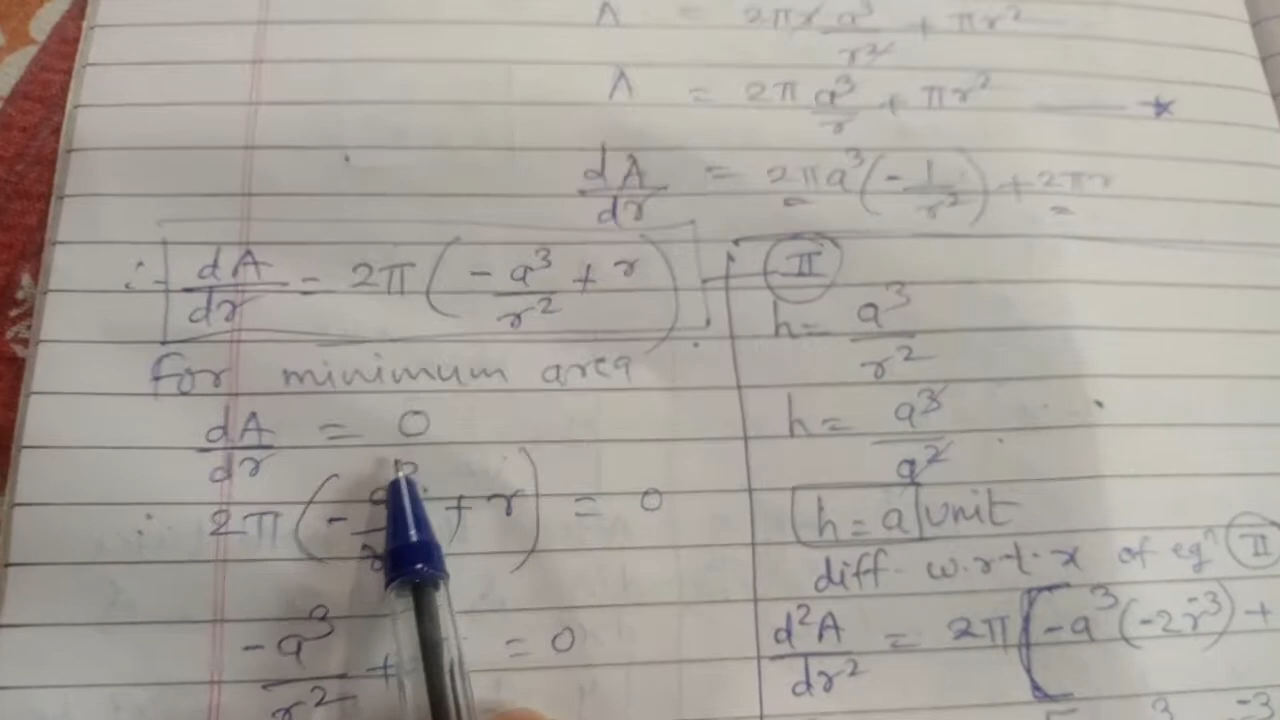 A = 2πr a³/r² + πr²
A = 2π a³/r + πr² *
dA/dr = 2πa³(-1/r²) + 2πr
∴ dA/dr = 2π(-a³/r² + r) II
For minimum area
dA/dr = 0
∴ 2π(- + r) = 0
-a³/r² + = 0
h = a³/r²
h = a³/a²
h = a unit
diff. w.r.t. x of eqⁿ II
d²A/dr² = 2π[-a³(-2r⁻³) +